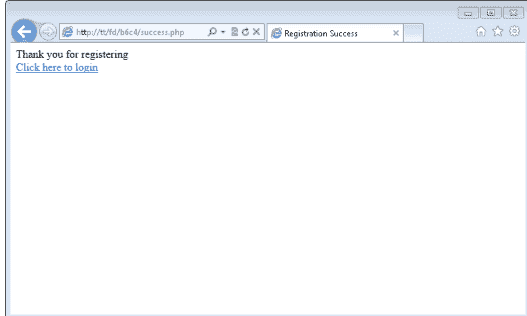 http://tt/fd/b6c4/success.php
Registration Success
Thank you for registering
Click here to login